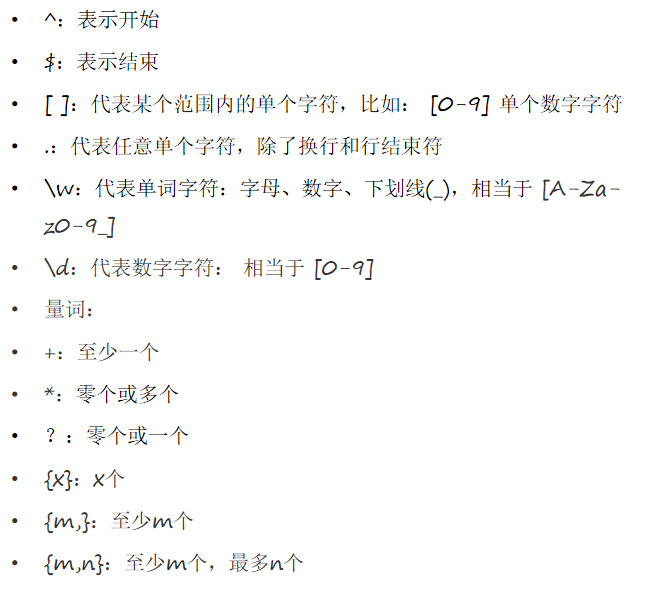 • ^：表示开始
• $：表示结束
• [ ]：代表某个范围内的单个字符，比如： [0-9] 单个数字字符
• .：代表任意单个字符，除了换行和行结束符
• \w：代表单词字符：字母、数字、下划线(_)，相当于 [A-Za-
z0-9_]
• \d：代表数字字符： 相当于 [0-9]
• 量词：
• +：至少一个
• *：零个或多个
• ？：零个或一个
• {x}：x个
• {m,}：至少m个
• {m,n}：至少m个，最多n个